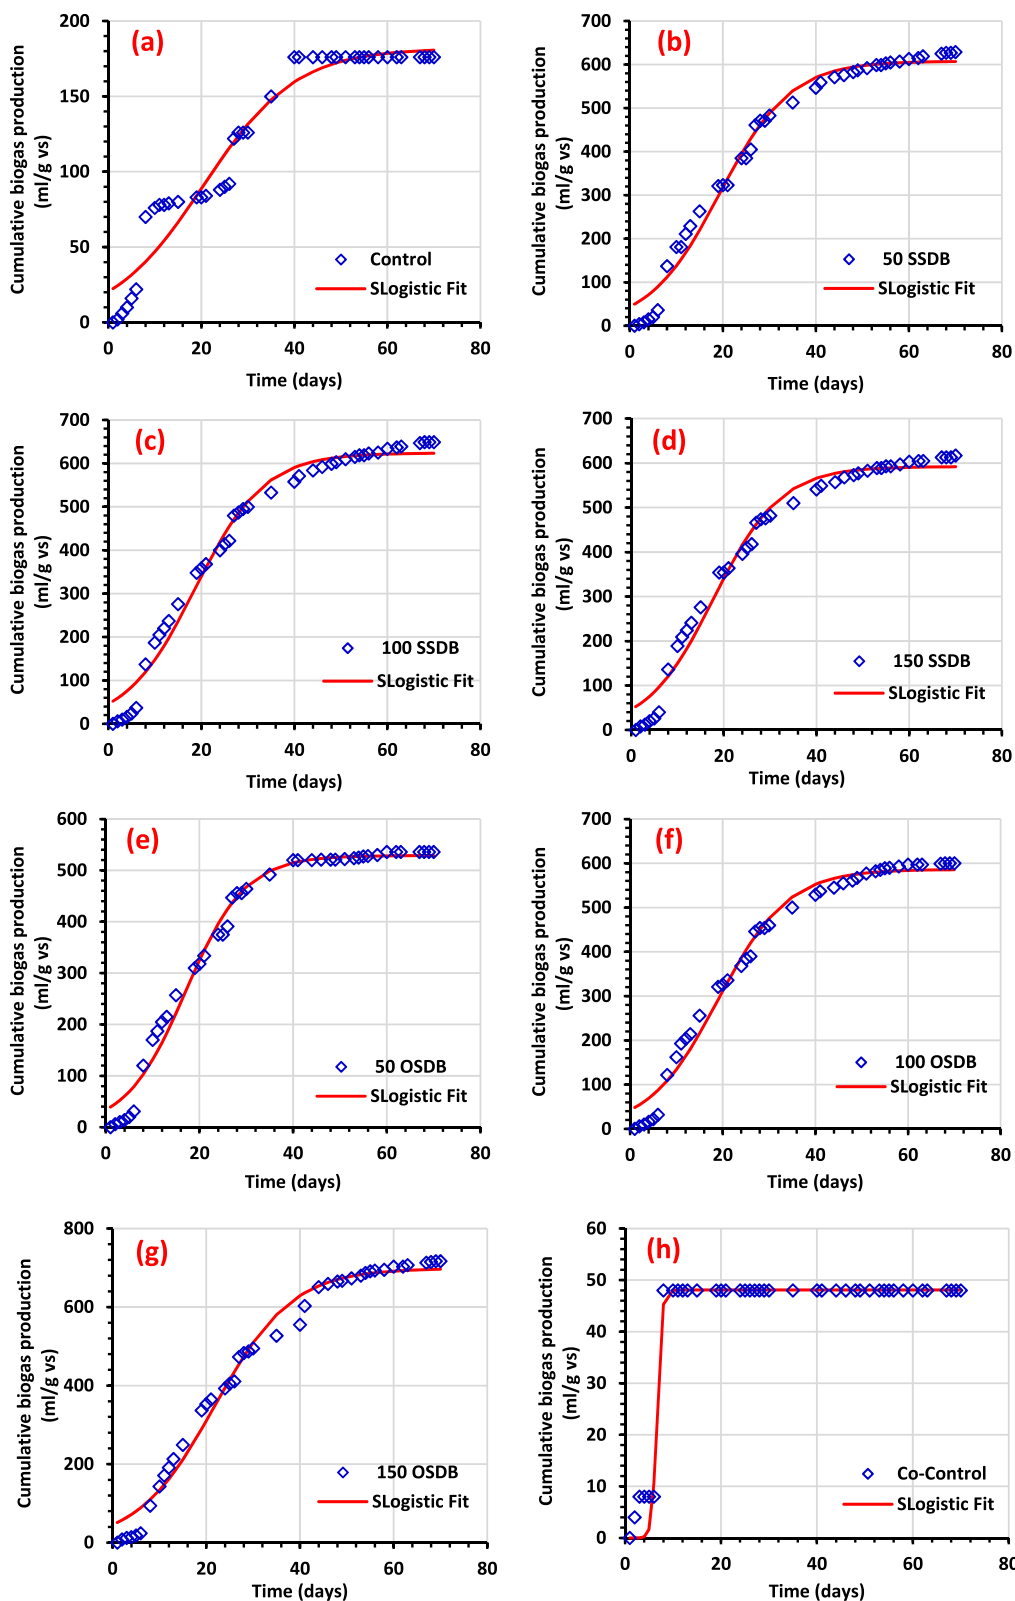 (a)
Cumulative biogas production
(ml/g vs)
200
150
100
50
0
0 20 40 60 80
Time (days)
Control
SLogistic Fit
(b)
Cumulative biogas production
(ml/g vs)
700
600
500
400
300
200
100
0
0 20 40 60 80
Time (days)
50 SSDB
SLogistic Fit
(c)
Cumulative biogas production
(ml/g vs)
700
600
500
400
300
200
100
0
0 20 40 60 80
Time (days)
100 SSDB
SLogistic Fit
(d)
Cumulative biogas production
(ml/g vs)
700
600
500
400
300
200
100
0
0 20 40 60 80
Time (days)
150 SSDB
SLogistic Fit
(e)
Cumulative biogas production
(ml/g vs)
600
500
400
300
200
100
0
0 20 40 60 80
Time (days)
50 OSDB
SLogistic Fit
(f)
Cumulative biogas production
(ml/g vs)
700
600
500
400
300
200
100
0
0 20 40 60 80
Time (days)
100 OSDB
SLogistic Fit
(g)
Cumulative biogas production
(ml/g vs)
800
600
400
200
0
0 20 40 60 80
Time (days)
150 OSDB
SLogistic Fit
(h)
Cumulative biogas production
(ml/g vs)
60
50
40
30
20
10
0
0 20 40 60 80
Time (days)
Co-Control
SLogistic Fit